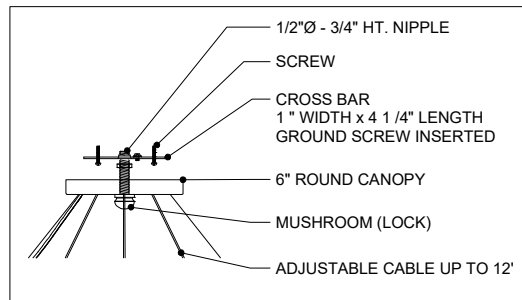 1/2"Ø - 3/4" HT. NIPPLE
SCREW
CROSS BAR
1 " WIDTH x 4 1 /4" LENGTH
GROUND SCREW INSERTED
6" ROUND CANOPY
MUSHROOM (LOCK)
ADJUSTABLE CABLE UP TO 12'